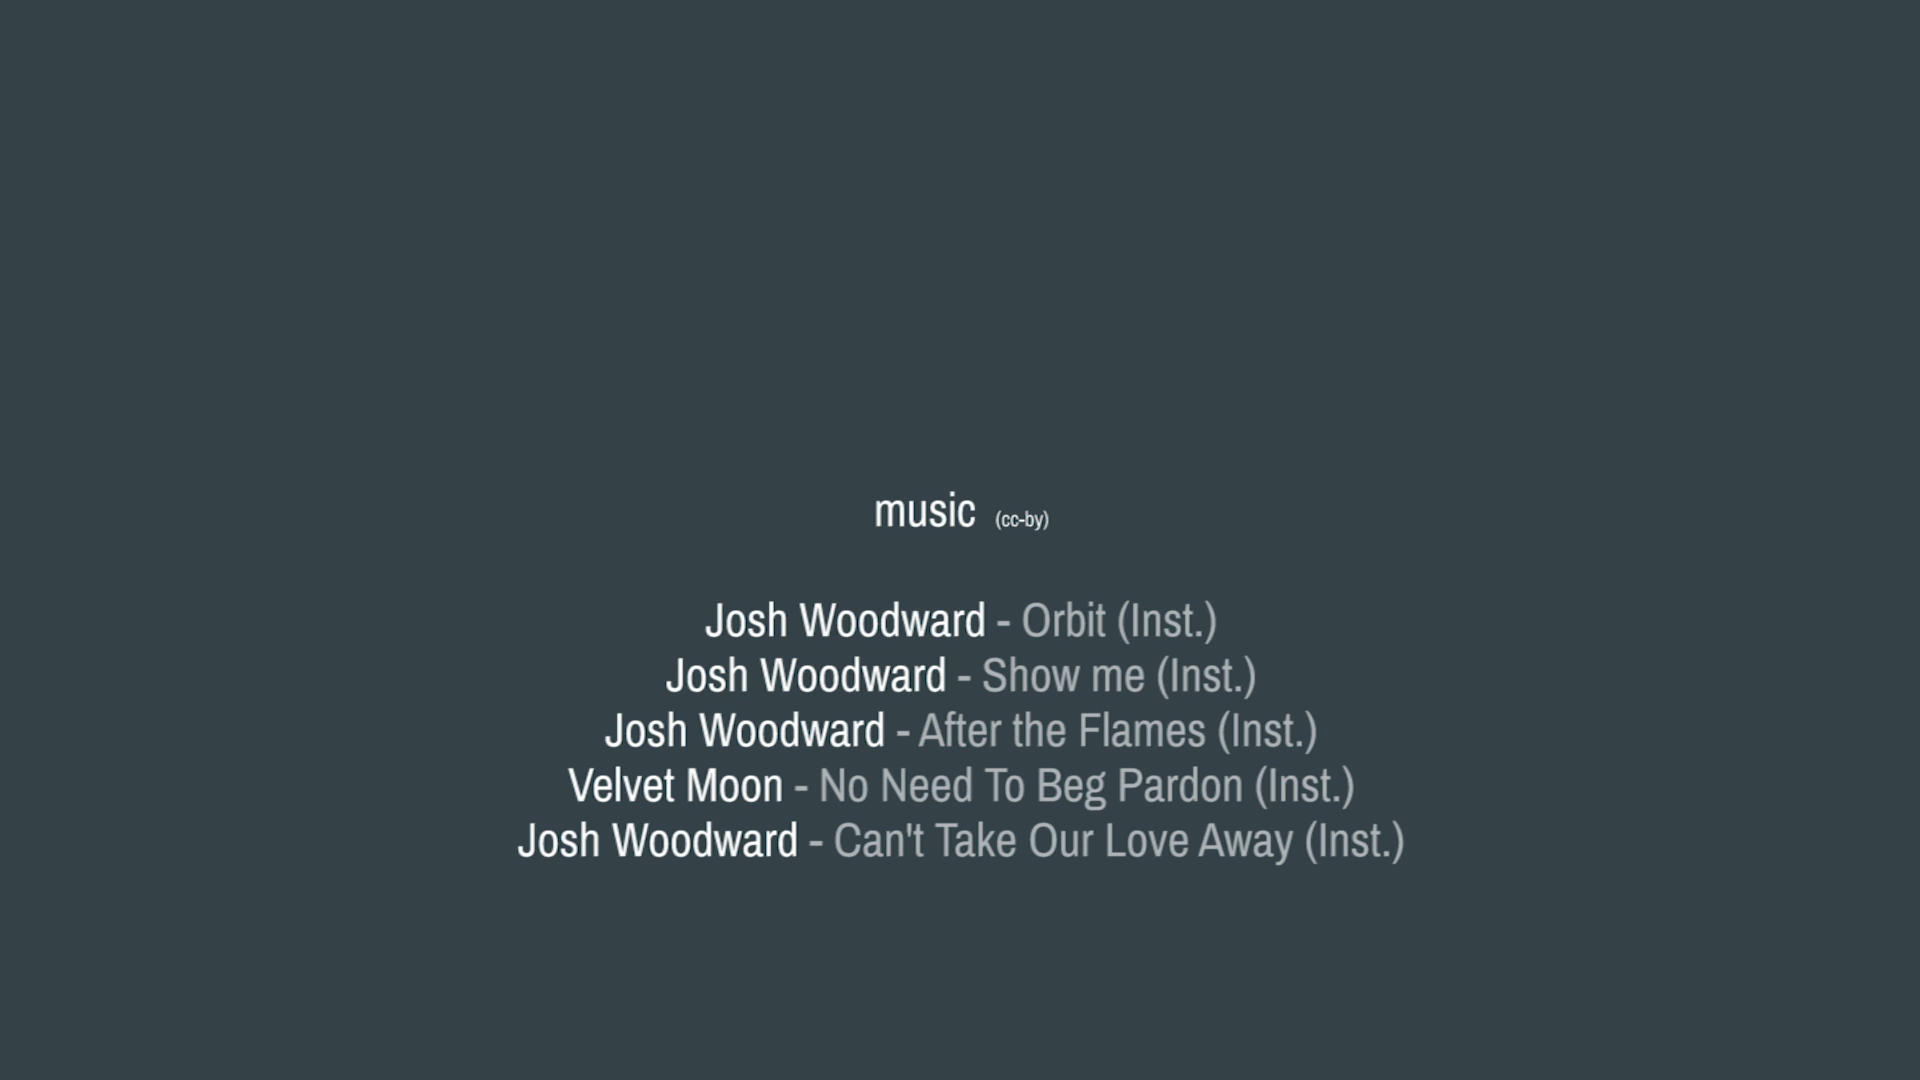 music (cc-by)
Josh Woodward - Orbit (Inst.)
Josh Woodward - Show me (Inst.)
Josh Woodward - After the Flames (Inst.)
Velvet Moon - No Need To Beg Pardon (Inst.)
Josh Woodward - Can't Take Our Love Away (Inst.)